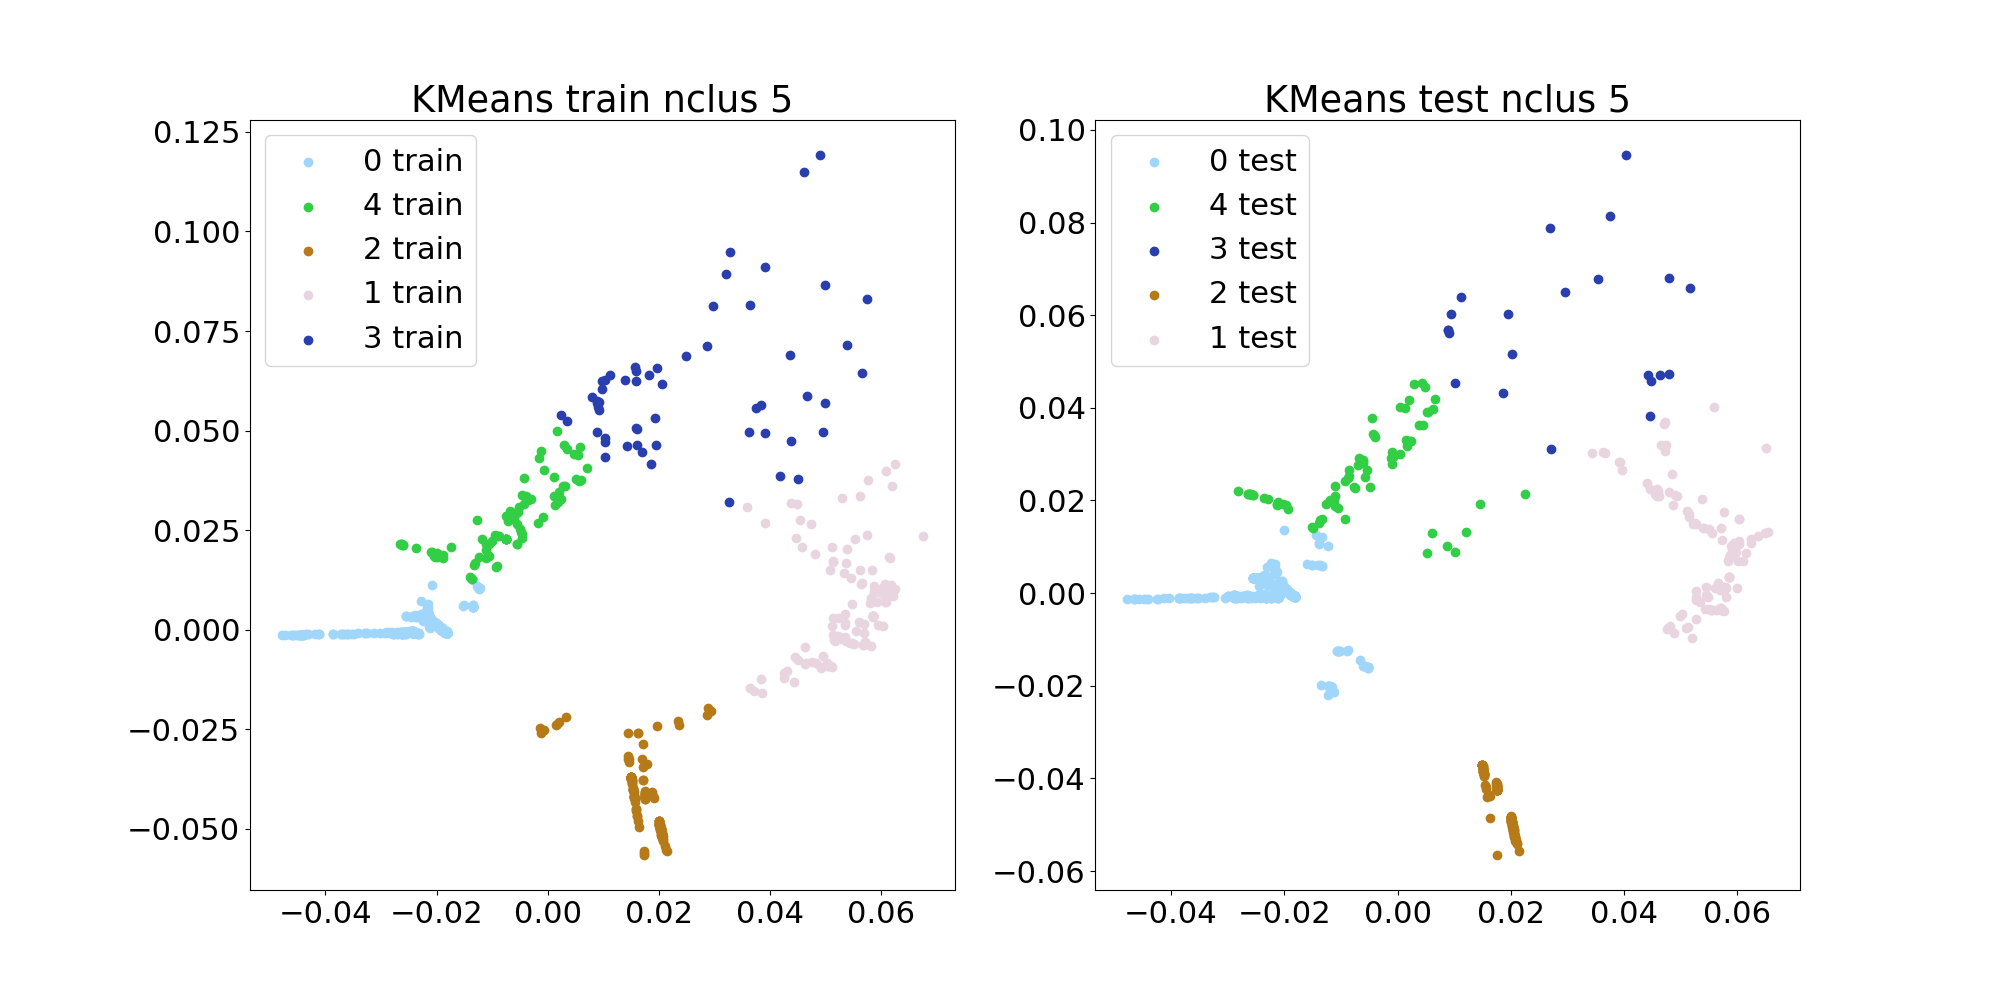 KMeans train nclus 5
0.125
0.100
0.075
0.050
0.025
0.000
−0.025
−0.050
0 train
4 train
2 train
1 train
3 train
−0.04 −0.02 0.00 0.02 0.04 0.06
KMeans test nclus 5
0.10
0.08
0.06
0.04
0.02
0.00
−0.02
−0.04
−0.06
0 test
4 test
3 test
2 test
1 test
−0.04 −0.02 0.00 0.02 0.04 0.06